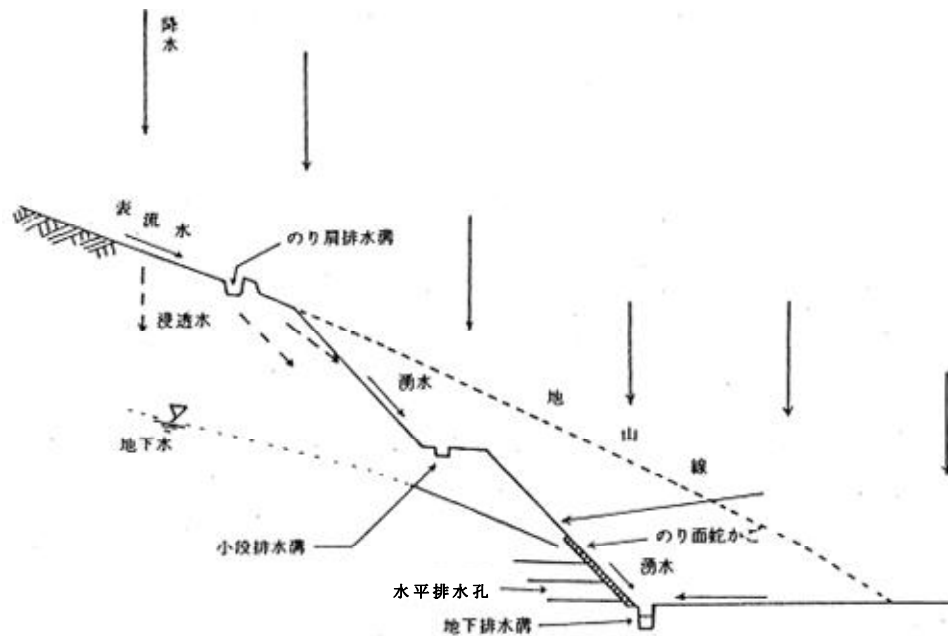 降水
表流水
のり肩排水溝
浸透水
湧水
地山線
地下水
小段排水溝
のり面蛇かご
湧水
水平排水孔
地下排水溝